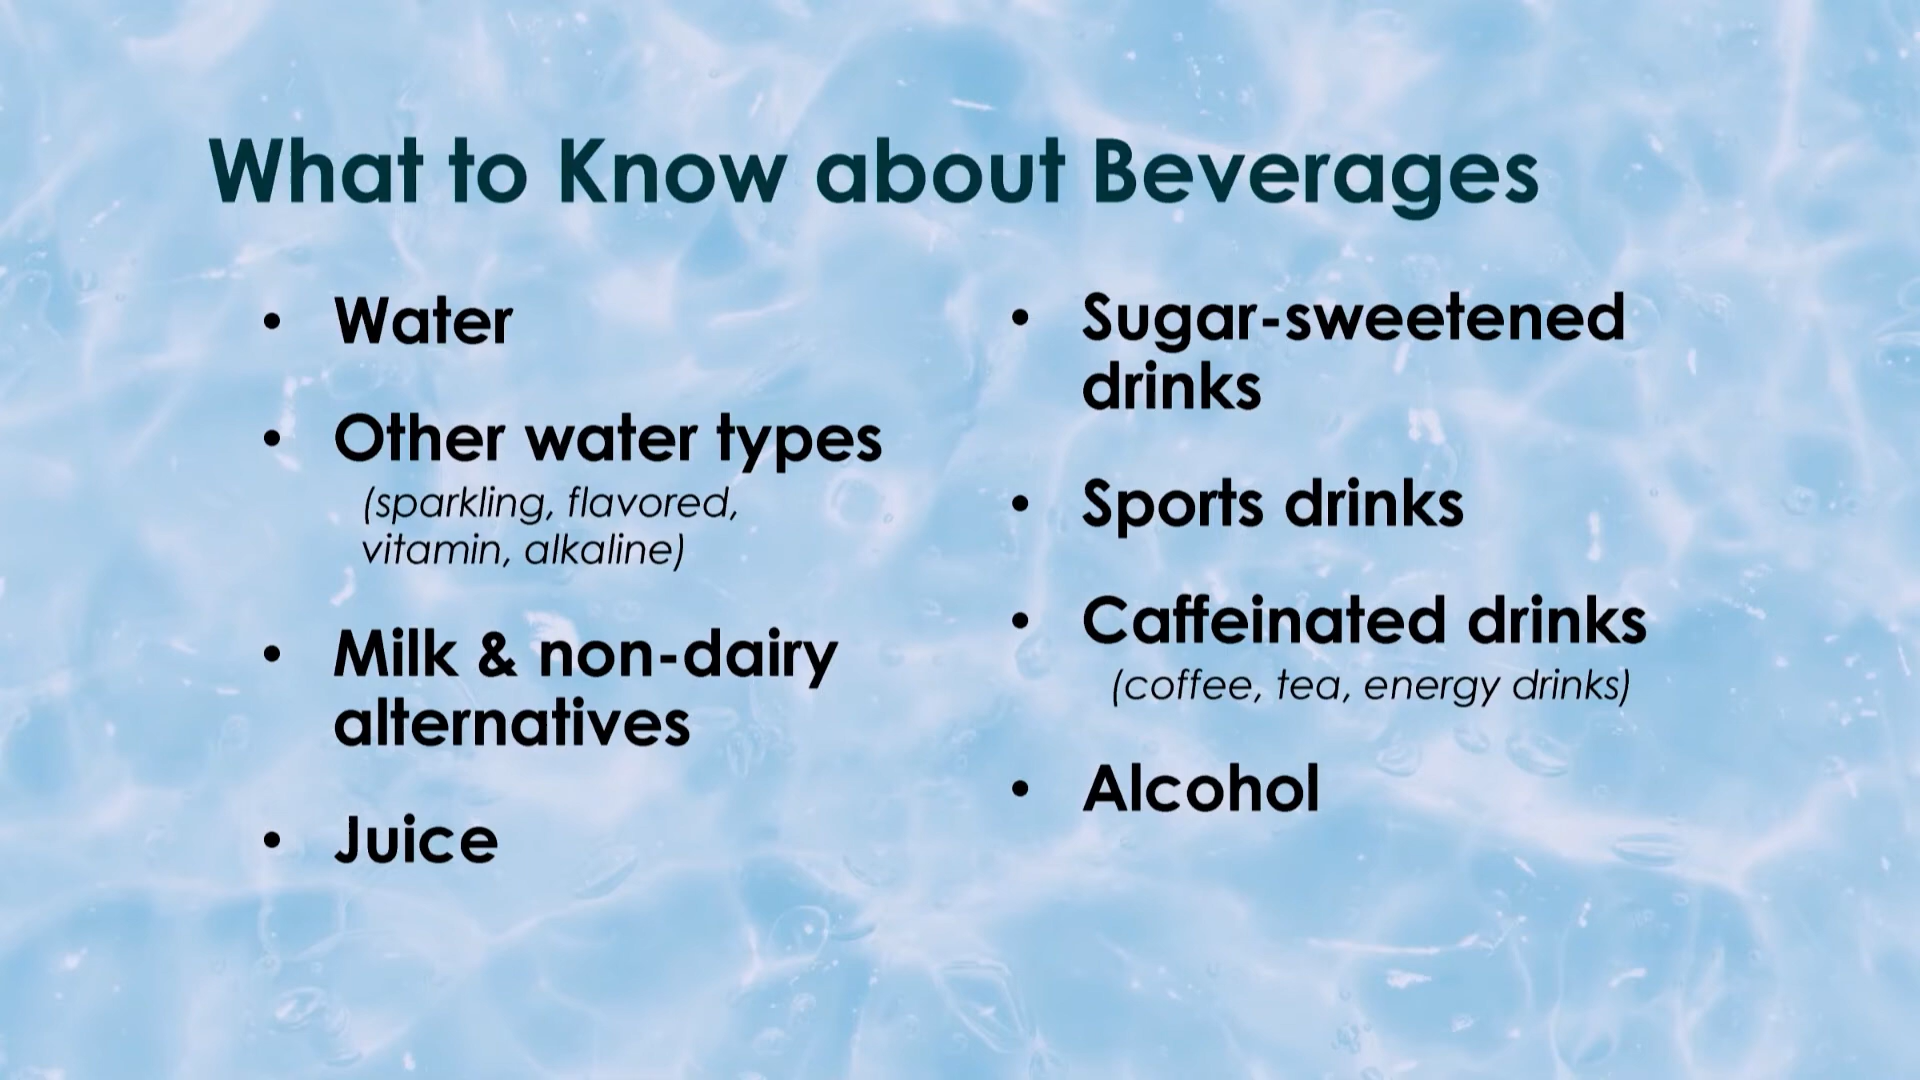 What to Know about Beverages
• Water
• Other water types
(sparkling, flavored,
vitamin, alkaline)
• Milk & non-dairy
alternatives
• Juice
• Sugar-sweetened
drinks
• Sports drinks
• Caffeinated drinks
(coffee, tea, energy drinks)
• Alcohol